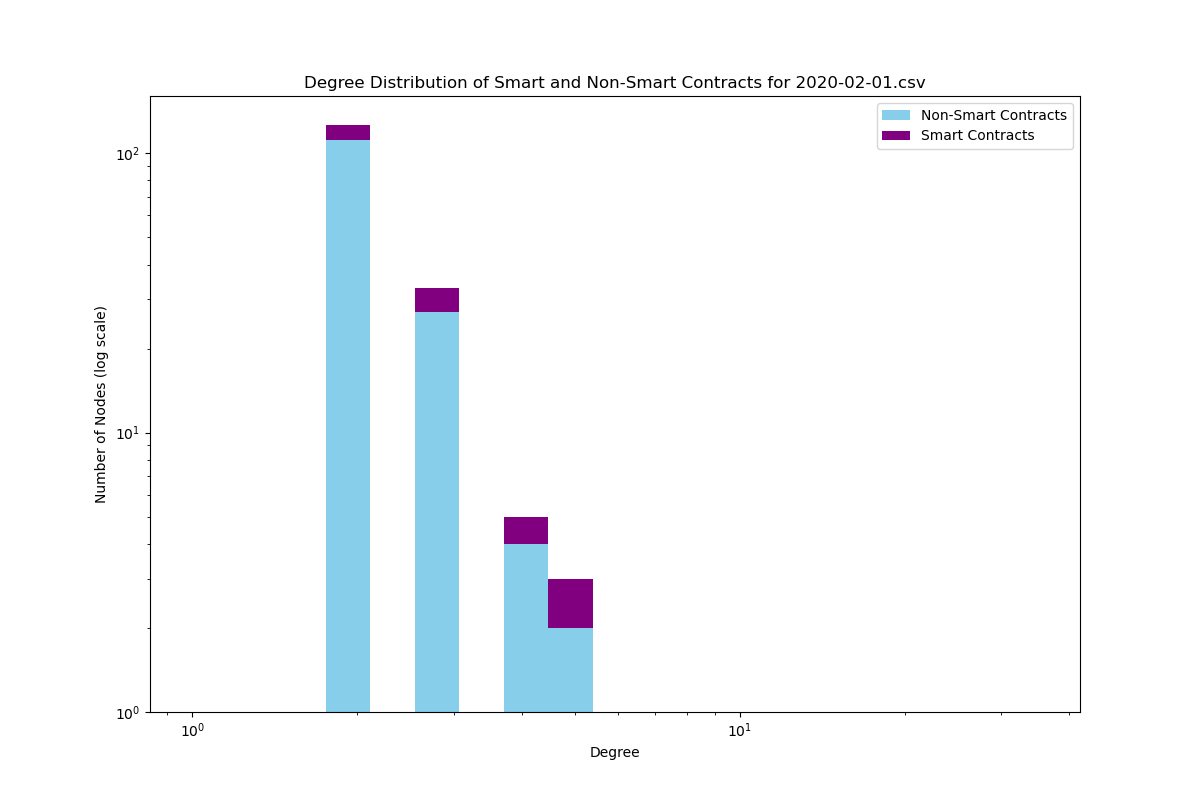 Degree Distribution of Smart and Non-Smart Contracts for 2020-02-01.csv
Non-Smart Contracts
Smart Contracts
Number of Nodes (log scale)
10²
10¹
10⁰
10⁰ 10¹
Degree